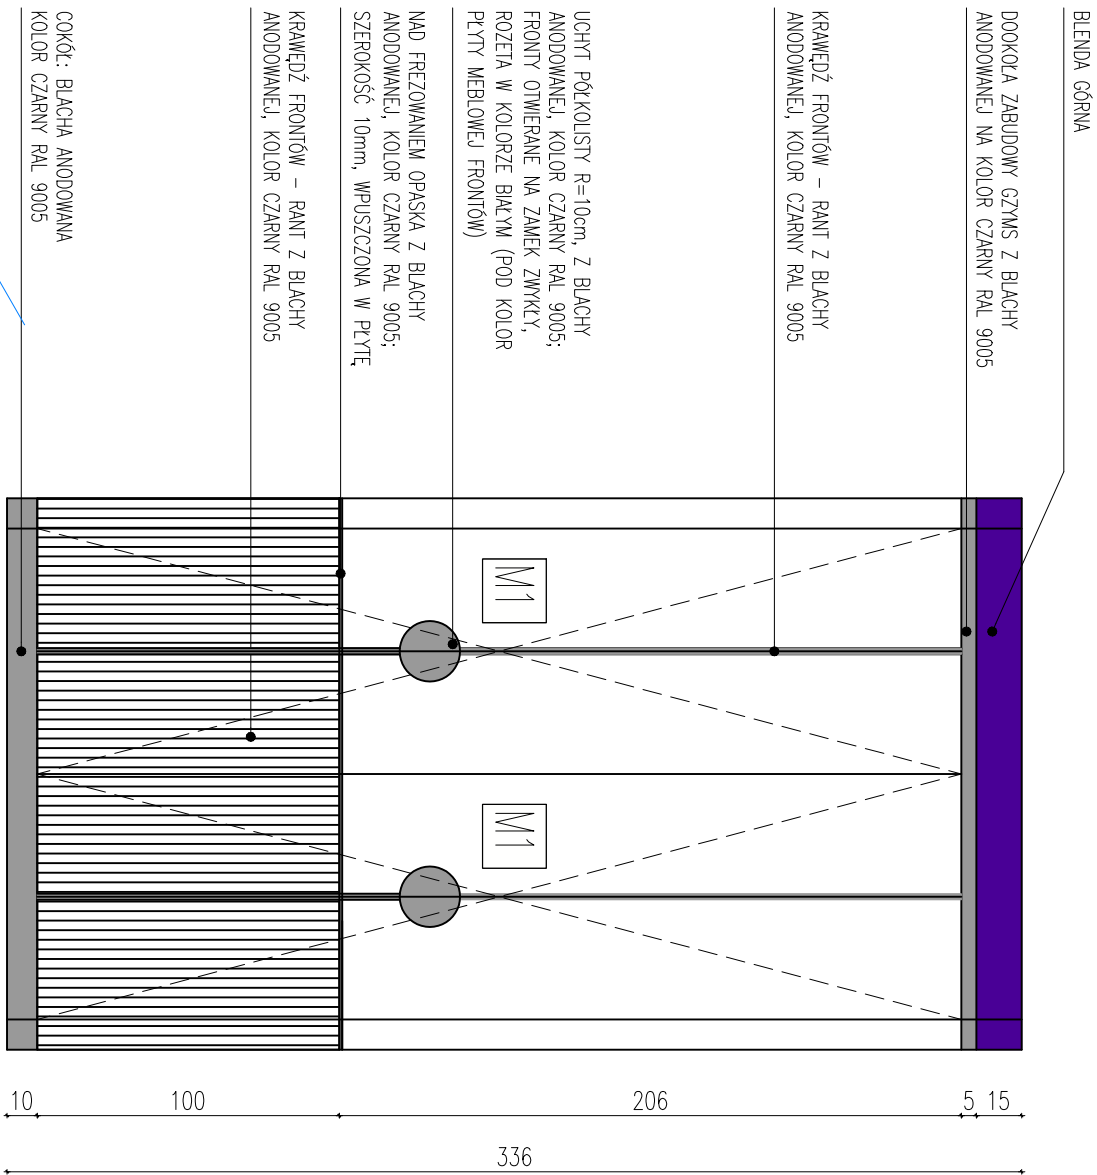 BLENDA GÓRNA
DOOKOŁA ZABUDOWY GZYMS Z BLACHY
ANODOWANEJ NA KOLOR CZARNY RAL 9005
KRAWĘDŹ FRONTÓW – RANT Z BLACHY
ANODOWANEJ, KOLOR CZARNY RAL 9005
UCHYT PÓŁKOLISTY R=10cm, Z BLACHY
ANODOWANEJ, KOLOR CZARNY RAL 9005;
FRONTY OTWIERANE NA ZAMEK ZWYKŁY,
ROZETA W KOLORZE BIAŁYM (POD KOLOR
PŁYTY MEBLOWEJ FRONTÓW)
NAD FREZOWANIEM OPASKA Z BLACHY
ANODOWANEJ, KOLOR CZARNY RAL 9005;
SZEROKOŚĆ 10mm, WPUSZCZONA W PŁYTĘ
KRAWĘDŹ FRONTÓW – RANT Z BLACHY
ANODOWANEJ, KOLOR CZARNY RAL 9005
COKÓŁ: BLACHA ANODOWANA
KOLOR CZARNY RAL 9005
M1
M1
10 100 206 5 15
336